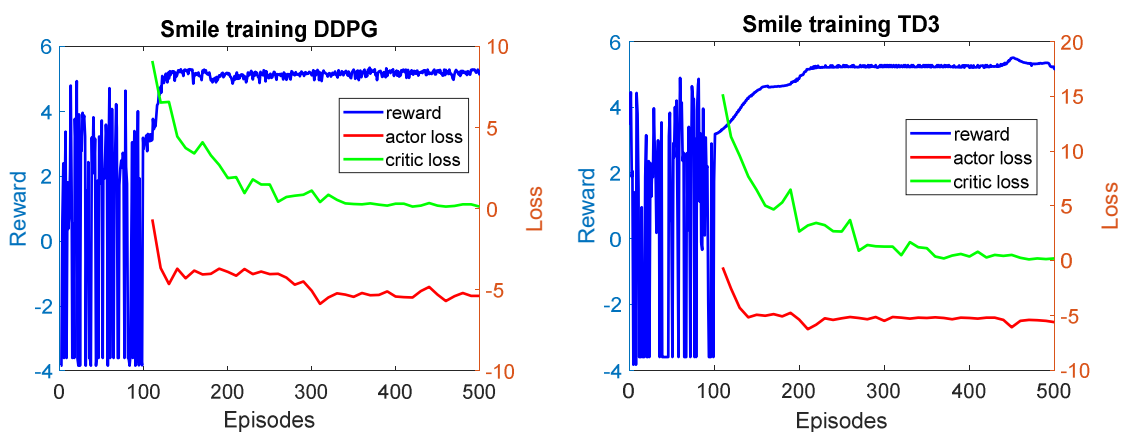 Smile training DDPG
6
4
2
0
-2
-4
Reward
10
5
0
-5
-10
Loss
reward
actor loss
critic loss
0
100
200
300
400
500
Episodes
Smile training TD3
6
4
2
0
-2
-4
Reward
20
15
10
5
0
-5
-10
Loss
reward
actor loss
critic loss
0
100
200
300
400
500
Episodes